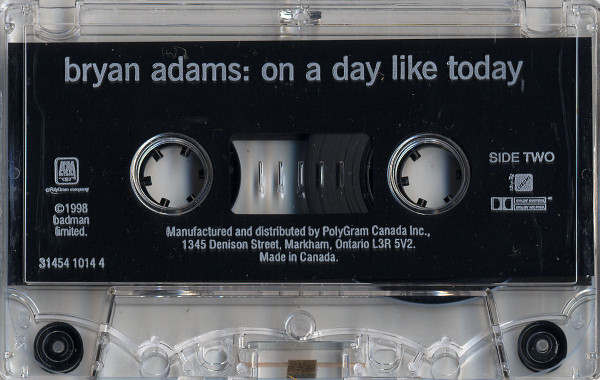 bryan adams: on a day like today
SIDE TWO
A PolyGram company
©1998
badman
limited.
31454 1014 4
Manufactured and distributed by PolyGram Canada Inc.,
1345 Denison Street, Markham, Ontario L3R 5V2.
Made in Canada.